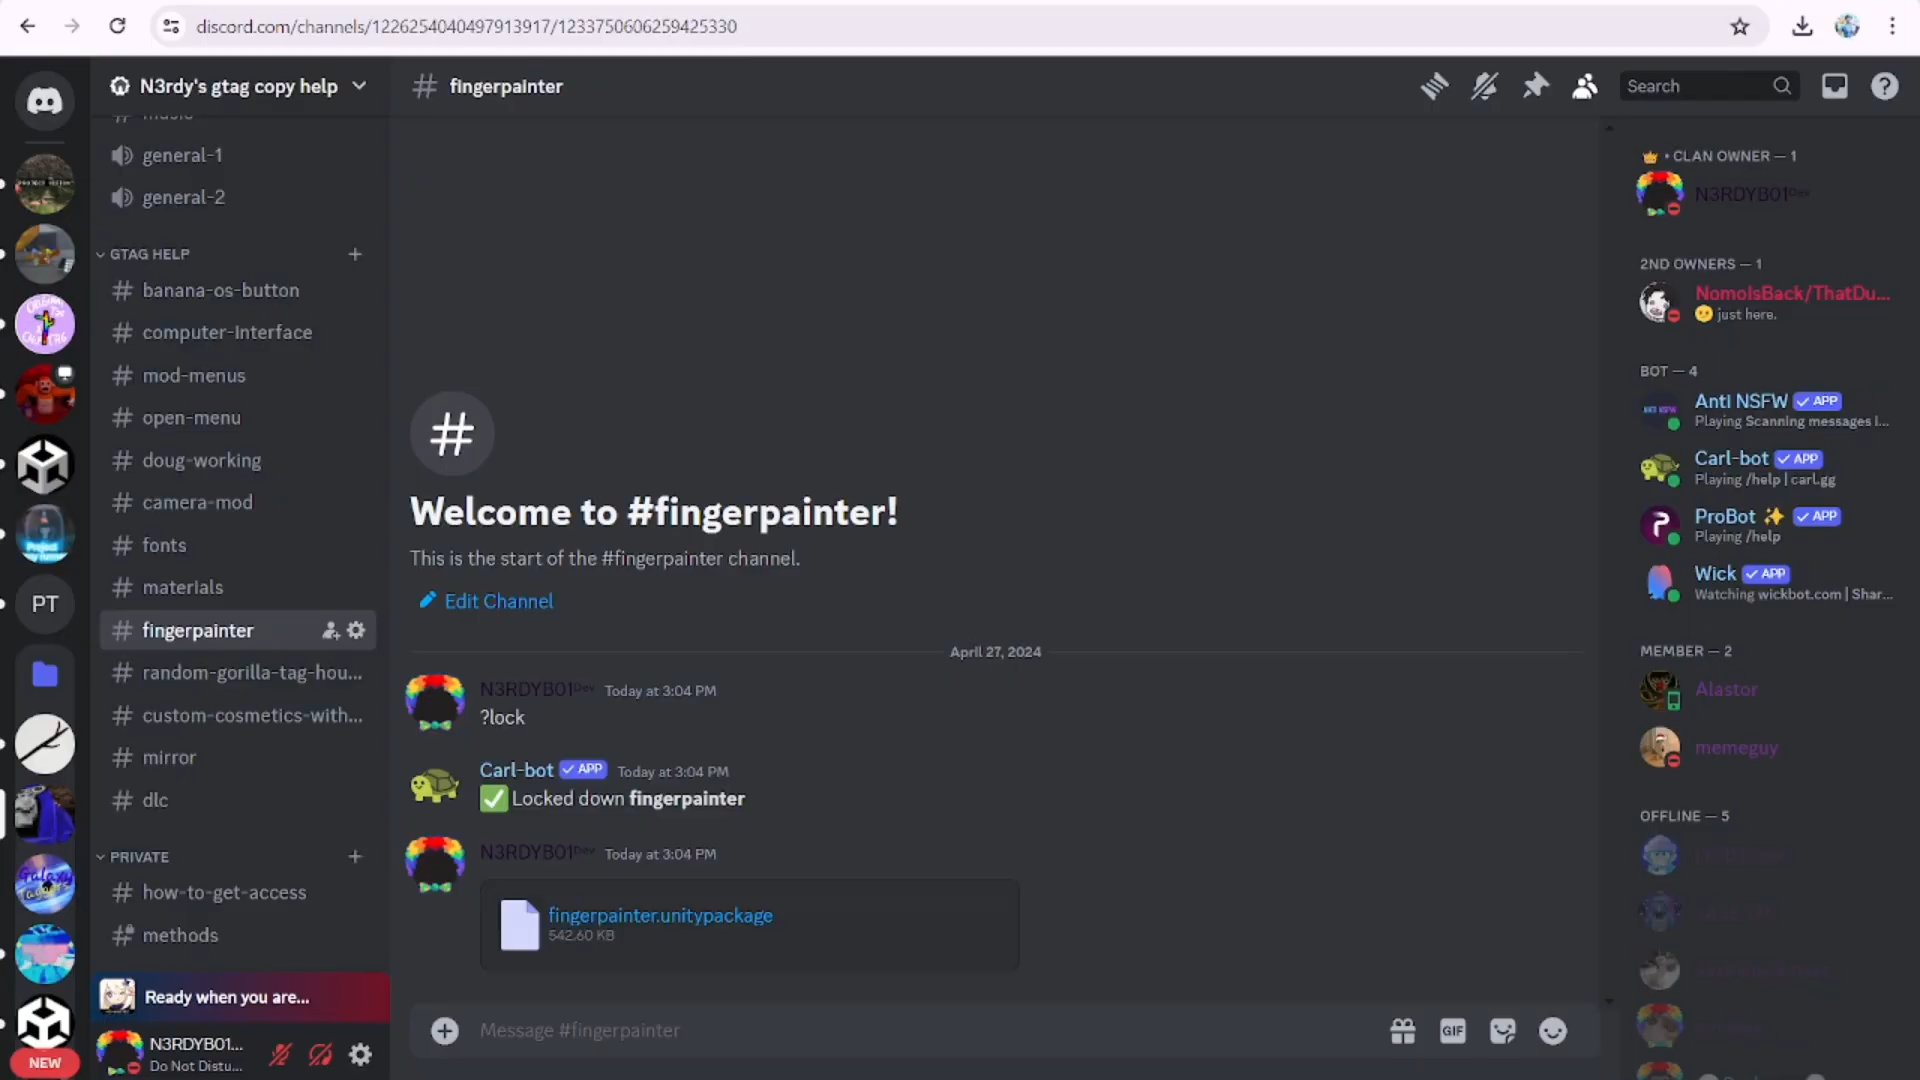 discord.com/channels/1226254040497913917/1233750606259425330
N3rdy's gtag copy help
# fingerpainter
Search
# music
general-1
general-2
GTAG HELP
# banana-os-button
# computer-Interface
# mod-menus
# open-menu
# doug-working
# camera-mod
# fonts
# materials
# fingerpainter
# random-gorilla-tag-hou...
# custom-cosmetics-with...
# mirror
# dlc
PRIVATE
# how-to-get-access
# methods
Ready when you are...
N3RDYB01...
Do Not Distu...
PT
NEW
#
Welcome to #fingerpainter!
This is the start of the #fingerpainter channel.
Edit Channel
April 27, 2024
N3RDYB01Dev Today at 3:04 PM
?lock
Carl-bot APP Today at 3:04 PM
Locked down fingerpainter
N3RDYB01Dev Today at 3:04 PM
fingerpainter.unitypackage
542.60 KB
Message #fingerpainter
GIF
• CLAN OWNER — 1
N3RDYB01Dev
2ND OWNERS — 1
NomoIsBack/ThatDu...
just here.
BOT — 4
Anti NSFW APP
Playing Scanning messages i...
Carl-bot APP
Playing /help | carl.gg
ProBot APP
Playing /help
Wick APP
Watching wickbot.com | Shar...
MEMBER — 2
Alastor
memeguy
OFFLINE — 5